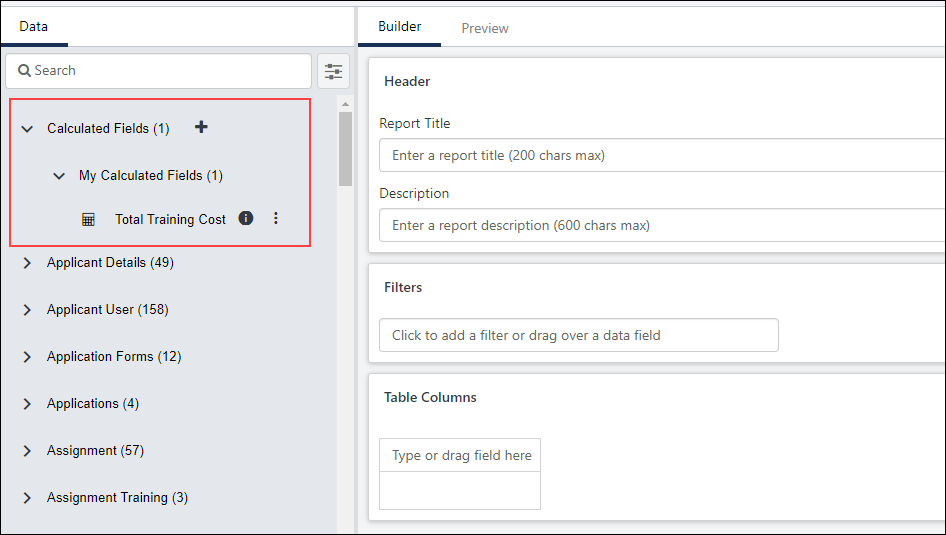 Data
Search
Calculated Fields (1)
My Calculated Fields (1)
Total Training Cost
Applicant Details (49)
Applicant User (158)
Application Forms (12)
Applications (4)
Assignment (57)
Assignment Training (3)
Builder
Preview
Header
Report Title
Enter a report title (200 chars max)
Description
Enter a report description (600 chars max)
Filters
Click to add a filter or drag over a data field
Table Columns
Type or drag field here